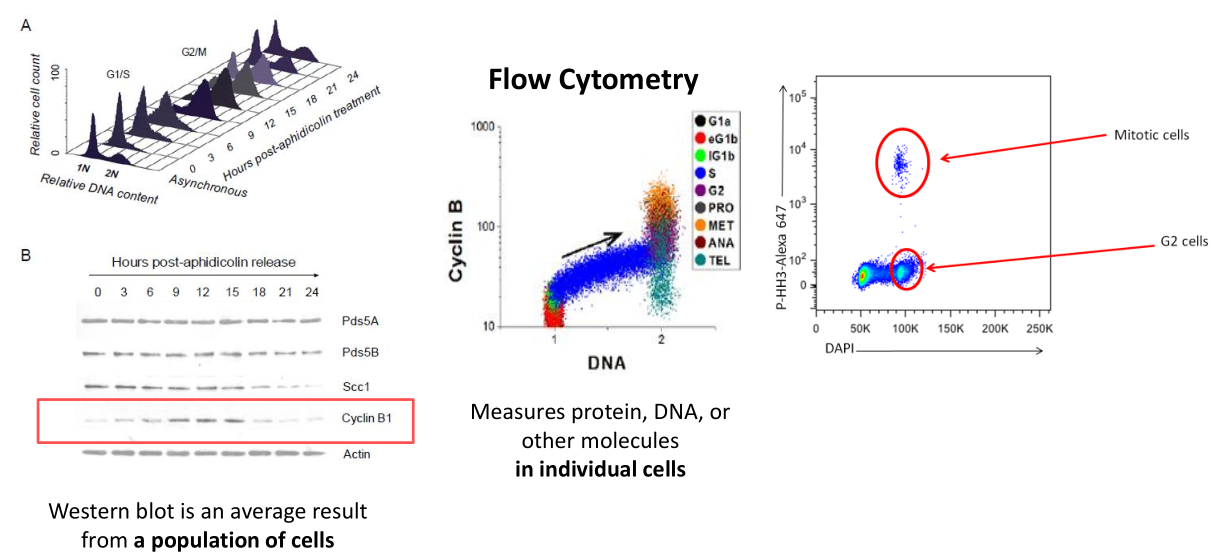 A
Relative cell count
100
0
G1/S
G2/M
1N 2N
Relative DNA content
Asynchronous
0 3 6 9 12 15 18 21 24
Hours post-aphidicolin treatment
B
Hours post-aphidicolin release
0 3 6 9 12 15 18 21 24
Pds5A
Pds5B
Scc1
Cyclin B1
Actin
Western blot is an average result
from a population of cells
Flow Cytometry
Cyclin B
1000
100
10
1 2
DNA
G1a
eG1b
lG1b
S
G2
PRO
MET
ANA
TEL
Measures protein, DNA, or
other molecules
in individual cells
P-HH3-Alexa 647
10^5
10^4
10^3
10^2
0
0 50K 100K 150K 200K 250K
DAPI
Mitotic cells
G2 cells